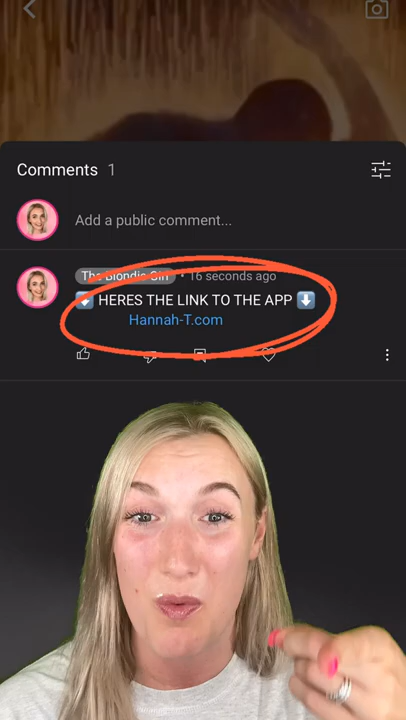 Comments 1
Add a public comment...
The Blondie Girl • 16 seconds ago
⬇️ HERES THE LINK TO THE APP ⬇️
Hannah-T.com